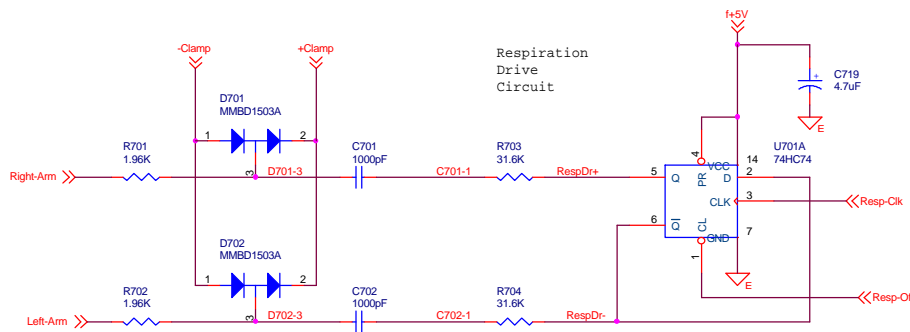 f+5V
-Clamp
+Clamp
Respiration
Drive
Circuit
C719
4.7uF
+
E
D701
MMBD1503A
1
2
3
R701
1.96K
Right-Arm
D701-3
C701
1000pF
C701-1
R703
31.6K
RespDr+
U701A
74HC74
4
14
VCC
PR
5
Q
D
2
CLK
3
Resp-Clk
6
QI
CL
GND
7
1
E
D702
MMBD1503A
1
2
3
R702
1.96K
Left-Arm
D702-3
C702
1000pF
C702-1
R704
31.6K
RespDr-